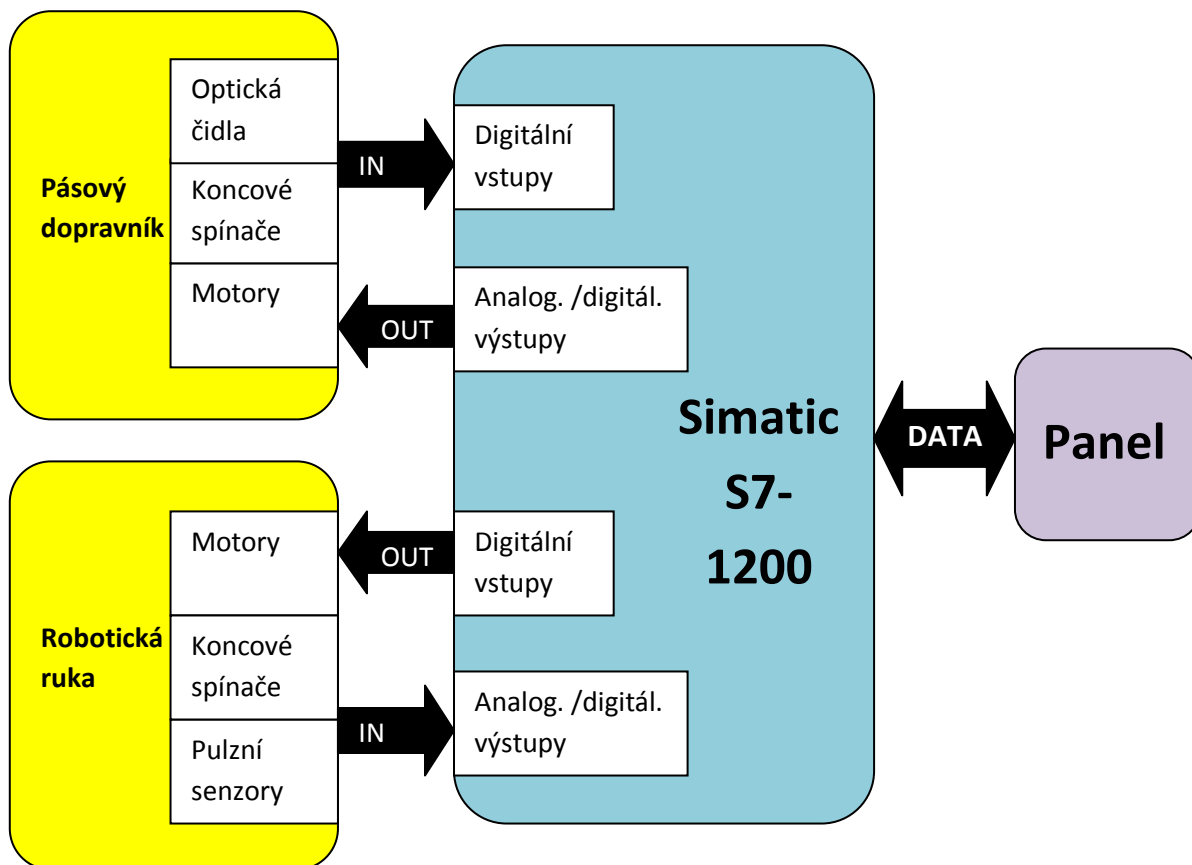 Pásový
dopravník
Optická
čidla
Koncové
spínače
Motory
IN
OUT
Digitální
vstupy
Analog. /digitál.
výstupy
Robotická
ruka
Motory
Koncové
spínače
Pulzní
senzory
OUT
IN
Digitální
vstupy
Analog. /digitál.
výstupy
Simatic
S7-
1200
DATA
Panel